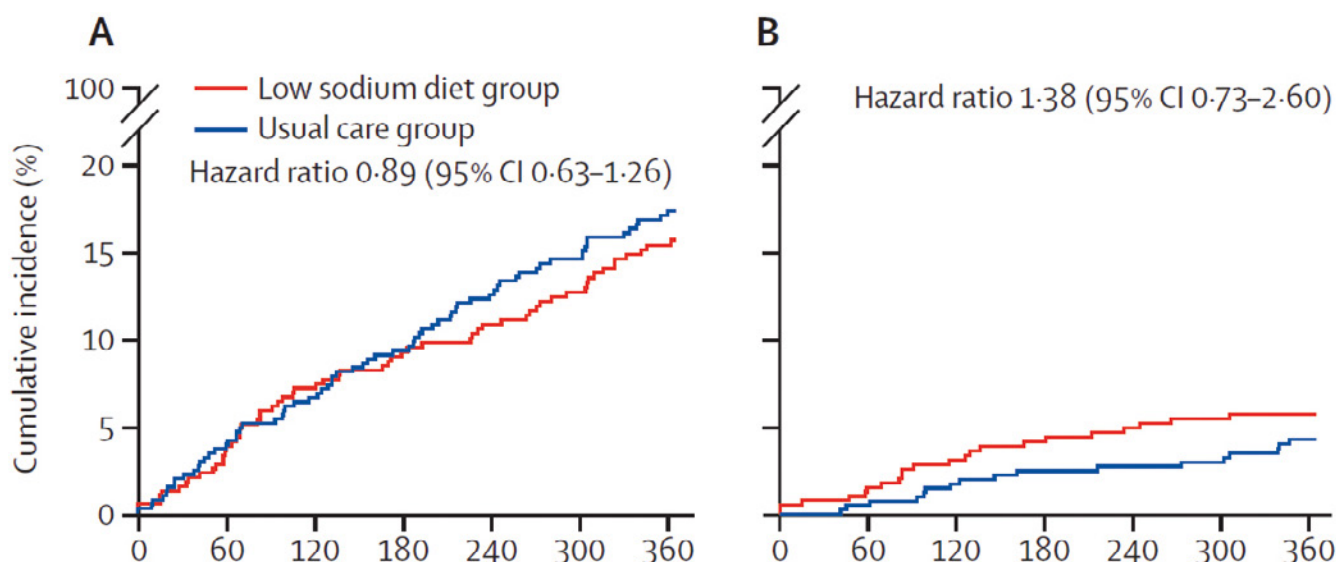 A
Low sodium diet group
Usual care group
Hazard ratio 0·89 (95% CI 0·63–1·26)
Cumulative incidence (%)
100
20
15
10
5
0
0 60 120 180 240 300 360
B
Hazard ratio 1·38 (95% CI 0·73–2·60)
0 60 120 180 240 300 360